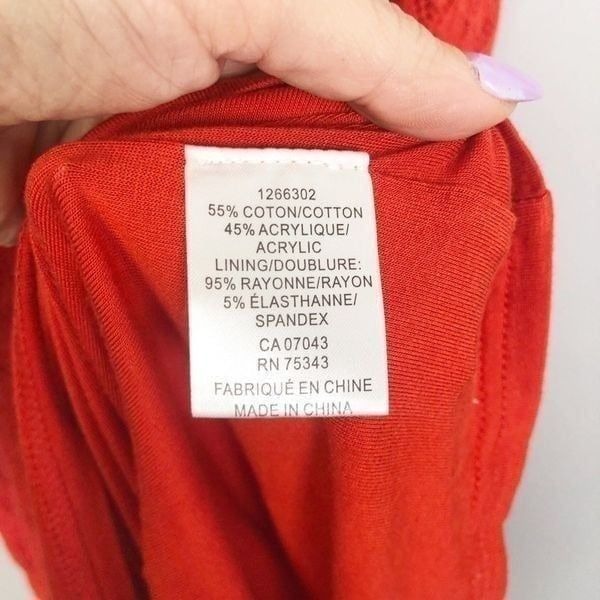 1266302
55% COTON/COTTON
45% ACRYLIQUE/
ACRYLIC
LINING/DOUBLURE:
95% RAYONNE/RAYON
5% ÉLASTHANNE/
SPANDEX
CA 07043
RN 75343
FABRIQUÉ EN CHINE
MADE IN CHINA